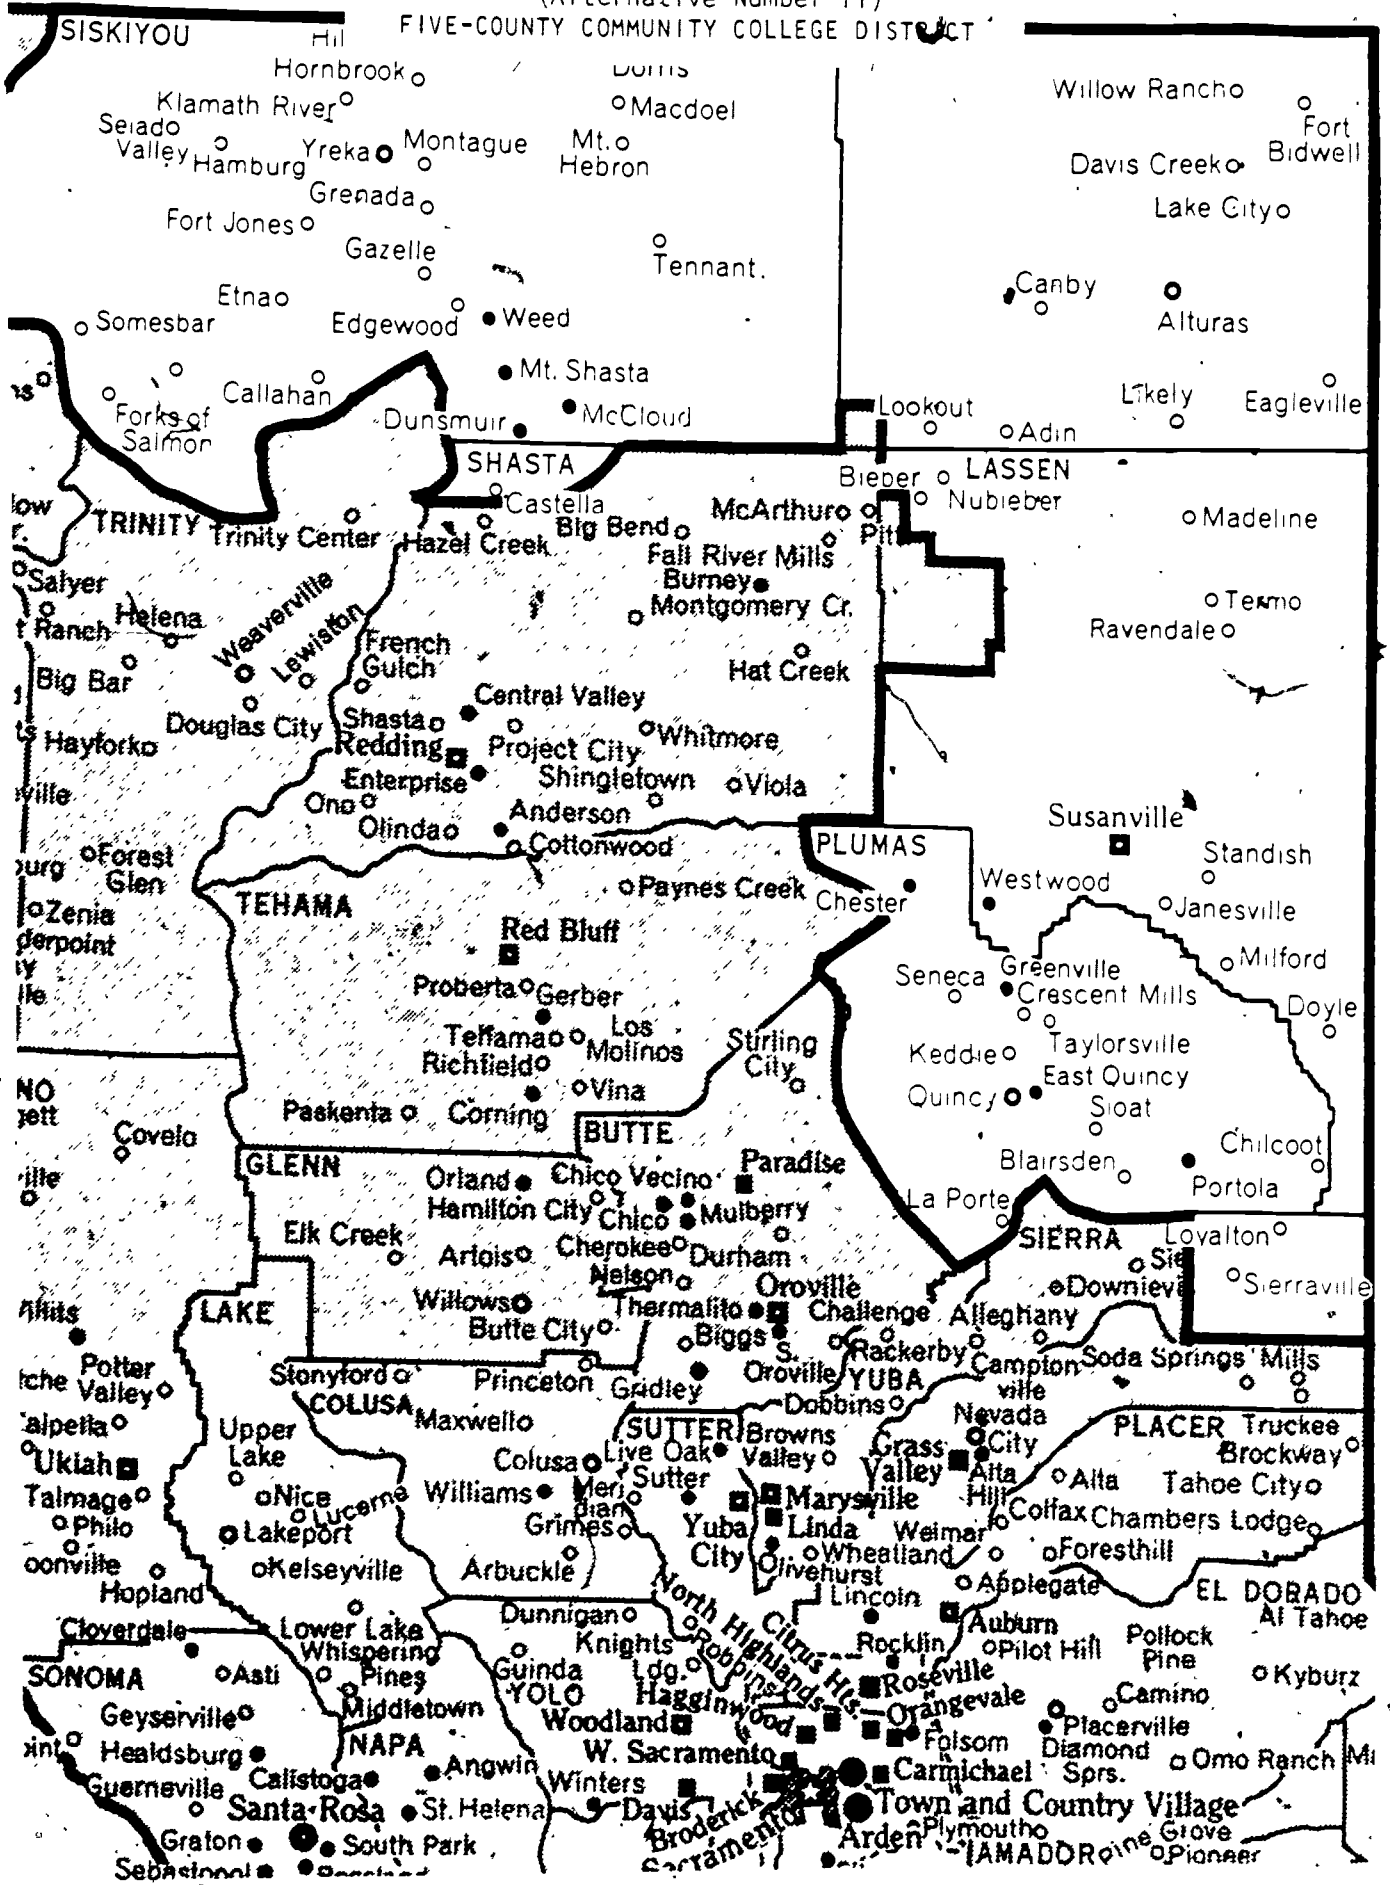 FIVE-COUNTY COMMUNITY COLLEGE DISTRICT
SISKIYOU
Hornbrook
Klamath River
Macdoel
Willow Rancho
Fort
Bidwell
Seiad
Valley
Hamburg
Yreka
Montague
Mt.
Hebron
Davis Creek
Grenada
Lake City
Fort Jones
Gazelle
Tennant.
Canby
Etna
Somesbar
Edgewood
Weed
Alturas
Mt. Shasta
Callahan
Forks of
Salmon
Dunsmuir
McCloud
Lookout
Likely
Eagleville
Adin
SHASTA
Castella
Bieber
LASSEN
Nubieber
TRINITY
Trinity Center
Hazel Creek
Big Bend
McArthur
Pitt
Madeline
Fall River Mills
Burney
Salyer
Helena
Ranch
Weaverville
Lewiston
Montgomery Cr.
Termo
Ravendale
French
Gulch
Big Bar
Hat Creek
Central Valley
Douglas City
Shasta
Redding
Project City
Whitmore
Hayfork
Enterprise
Shingletown
Viola
ville
Ono
Olinda
Anderson
Cottonwood
Susanville
PLUMAS
Forest
Glen
Standish
Westwood
Zenia
TEHAMA
Paynes Creek
Chester
Janesville
derpoint
Red Bluff
Seneca
Greenville
Milford
Crescent Mills
Proberta
Gerber
Doyle
Tehama
Los
Molinos
Richfield
Stirling
City
Keddie
Taylorsville
Vina
East Quincy
Quincy
Sloat
Paskenta
Corning
Covelo
BUTTE
Chilcoot
GLENN
Orland
Chico Vecino
Paradise
Blairsden
Portola
Hamilton City
Chico
Mulberry
La Porte
Elk Creek
Artois
Cherokee
Durham
SIERRA
Loyalton
Nelson
Sie
Downievi
Sierraville
LAKE
Willows
Thermalito
Oroville
Challenge
Alleghany
Butte City
Biggs
S.
Oroville
Rackerby
Campton
ville
Soda Springs
Mills
Potter
Valley
Stonyford
Princeton
Gridley
YUBA
COLUSA
Maxwell
Dobbins
Nevada
City
Upper
Lake
SUTTER
Browns
Valley
PLACER
Truckee
Live Oak
Grass
Valley
Brockway
Ukiah
Colusa
Sutter
Alta
Hill
Alta
Tahoe City
Nice
Lucerne
Williams
Meri
dian
Marysville
Talmage
Colfax
Chambers Lodge
Philo
Lakeport
Grimes
Yuba
City
Linda
Weimar
oonville
Kelseyville
Arbuckle
Olivehurst
Wheatland
Foresthill
Hopland
Applegate
EL DORADO
Lincoln
Al Tahoe
Cloverdale
Lower Lake
Dunnigan
North Highlands
Citrus Hts.
Auburn
Whispering
Pines
Knights
Ldg.
Robbins
Rocklin
Pilot Hill
Pollock
Pine
SONOMA
Asti
Guinda
Roseville
Kyburz
YOLO
Hagginwood
Orangevale
Camino
Middletown
Geyserville
Woodland
Placerville
NAPA
Folsom
Diamond
Sprs.
Healdsburg
Angwin
W. Sacramento
Omo Ranch
Guerneville
Calistoga
Winters
Carmichael
Santa Rosa
St. Helena
Davis
Broderick
Town and Country Village
Graton
South Park
Sacramento
Arden
Plymouth
Grove
Sebastopol
AMADOR
Pioneer